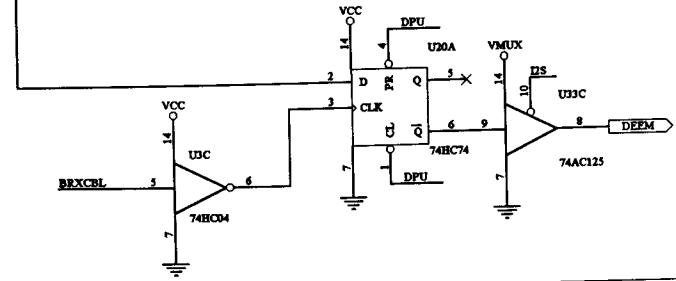 VCC
DPU
14
4
U20A
VMUX
I2S
2
D
PR
Q
5
14
10
U33C
VCC
3
CLK
14
U3C
CL
Q
6
9
8
DEEM
7
1
74HC74
74AC125
BRXCBL
5
6
DPU
7
74HC04
7